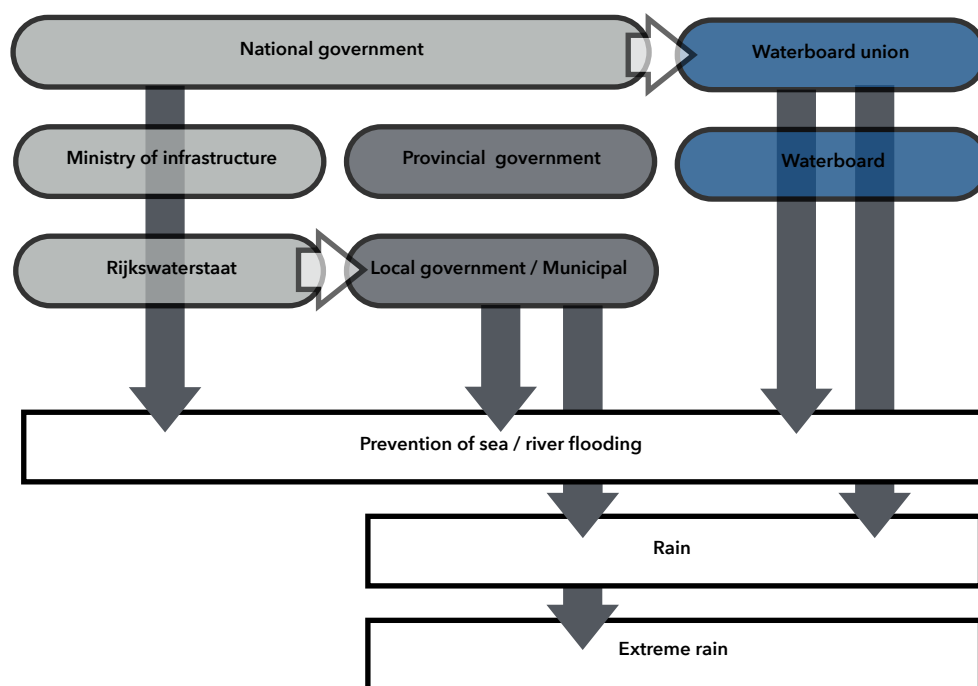 National government
Waterboard union
Ministry of infrastructure
Provincial government
Waterboard
Rijkswaterstaat
Local government / Municipal
Prevention of sea / river flooding
Rain
Extreme rain